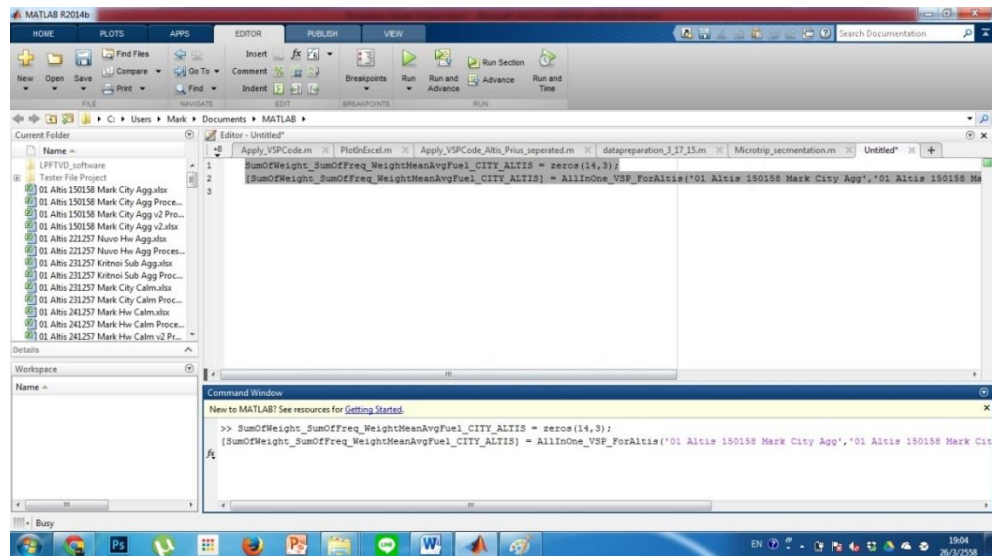 MATLAB R2014b
HOME PLOTS APPS EDITOR PUBLISH VIEW
Search Documentation
New Open Save
Find Files
Compare
Print
Go To
Find
Insert fx
Comment
Indent
Breakpoints
Run
Run and Advance
Run Section
Advance
Run and Time
FILE NAVIGATE EDIT BREAKPOINTS RUN
C: Users Mark Documents MATLAB
Current Folder
Name
LPFTVD_software
Tester File Project
01 Altis 150158 Mark City Agg.xlsx
01 Altis 150158 Mark City Agg Proce...
01 Altis 150158 Mark City Agg v2 Pro...
01 Altis 150158 Mark City Agg v2.xlsx
01 Altis 221257 Nuvo Hw Agg.xlsx
01 Altis 221257 Nuvo Hw Agg Proces...
01 Altis 231257 Kritnoi Sub Agg.xlsx
01 Altis 231257 Kritnoi Sub Agg Proc...
01 Altis 231257 Mark City Calm.xlsx
01 Altis 231257 Mark City Calm Proc...
01 Altis 241257 Mark Hw Calm.xlsx
01 Altis 241257 Mark Hw Calm Proce...
01 Altis 241257 Mark Hw Calm v2 Pr...
Details
Workspace
Name
Editor - Untitled*
+8 Apply_VSPCode.m PlotInExcel.m Apply_VSPCode_Altis_Prius_seperated.m datapreparation_3_17_15.m Microtrip_secmentation.m Untitled* +
1 SumOfWeight_SumOfFreq_WeightMeanAvgFuel_CITY_ALTIS = zeros(14,3);
2 [SumOfWeight_SumOfFreq_WeightMeanAvgFuel_CITY_ALTIS] = AllInOne_VSP_ForAltis('01 Altis 150158 Mark City Agg','01 Altis 150158 Ma
3
Command Window
New to MATLAB? See resources for Getting Started.
>> SumOfWeight_SumOfFreq_WeightMeanAvgFuel_CITY_ALTIS = zeros(14,3);
[SumOfWeight_SumOfFreq_WeightMeanAvgFuel_CITY_ALTIS] = AllInOne_VSP_ForAltis('01 Altis 150158 Mark City Agg','01 Altis 150158 Mark Cit
fx
Busy
Ps
LINE
W
EN
19:04
26/3/2558